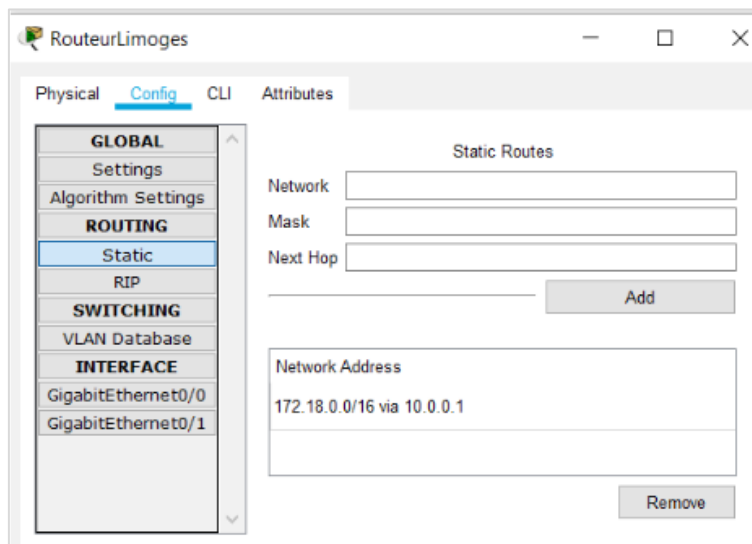 RouteurLimoges
Physical Config CLI Attributes
GLOBAL
Settings
Algorithm Settings
ROUTING
Static
RIP
SWITCHING
VLAN Database
INTERFACE
GigabitEthernet0/0
GigabitEthernet0/1
Static Routes
Network
Mask
Next Hop
Add
Network Address
172.18.0.0/16 via 10.0.0.1
Remove